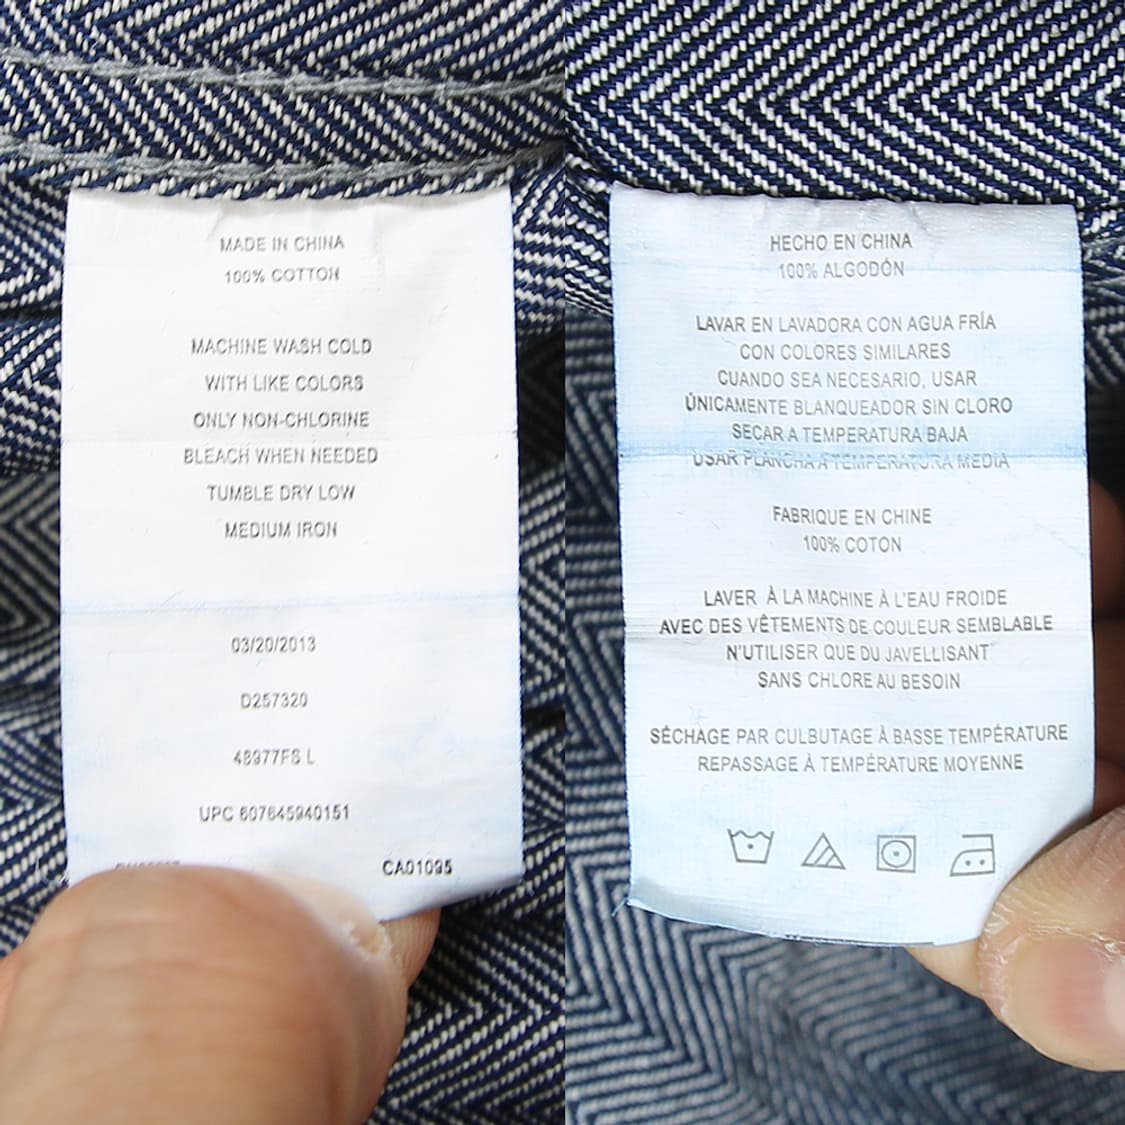 MADE IN CHINA
100% COTTON
MACHINE WASH COLD
WITH LIKE COLORS
ONLY NON-CHLORINE
BLEACH WHEN NEEDED
TUMBLE DRY LOW
MEDIUM IRON
03/20/2013
D257320
48977FS L
UPC 607645940151
CA01095
HECHO EN CHINA
100% ALGODÓN
LAVAR EN LAVADORA CON AGUA FRÍA
CON COLORES SIMILARES
CUANDO SEA NECESARIO, USAR
ÚNICAMENTE BLANQUEADOR SIN CLORO
SECAR A TEMPERATURA BAJA
USAR PLANCHA A TEMPERATURA MEDIA
FABRIQUE EN CHINE
100% COTON
LAVER À LA MACHINE À L'EAU FROIDE
AVEC DES VÊTEMENTS DE COULEUR SEMBLABLE
N'UTILISER QUE DU JAVELLISANT
SANS CHLORE AU BESOIN
SÉCHAGE PAR CULBUTAGE À BASSE TEMPÉRATURE
REPASSAGE À TEMPÉRATURE MOYENNE